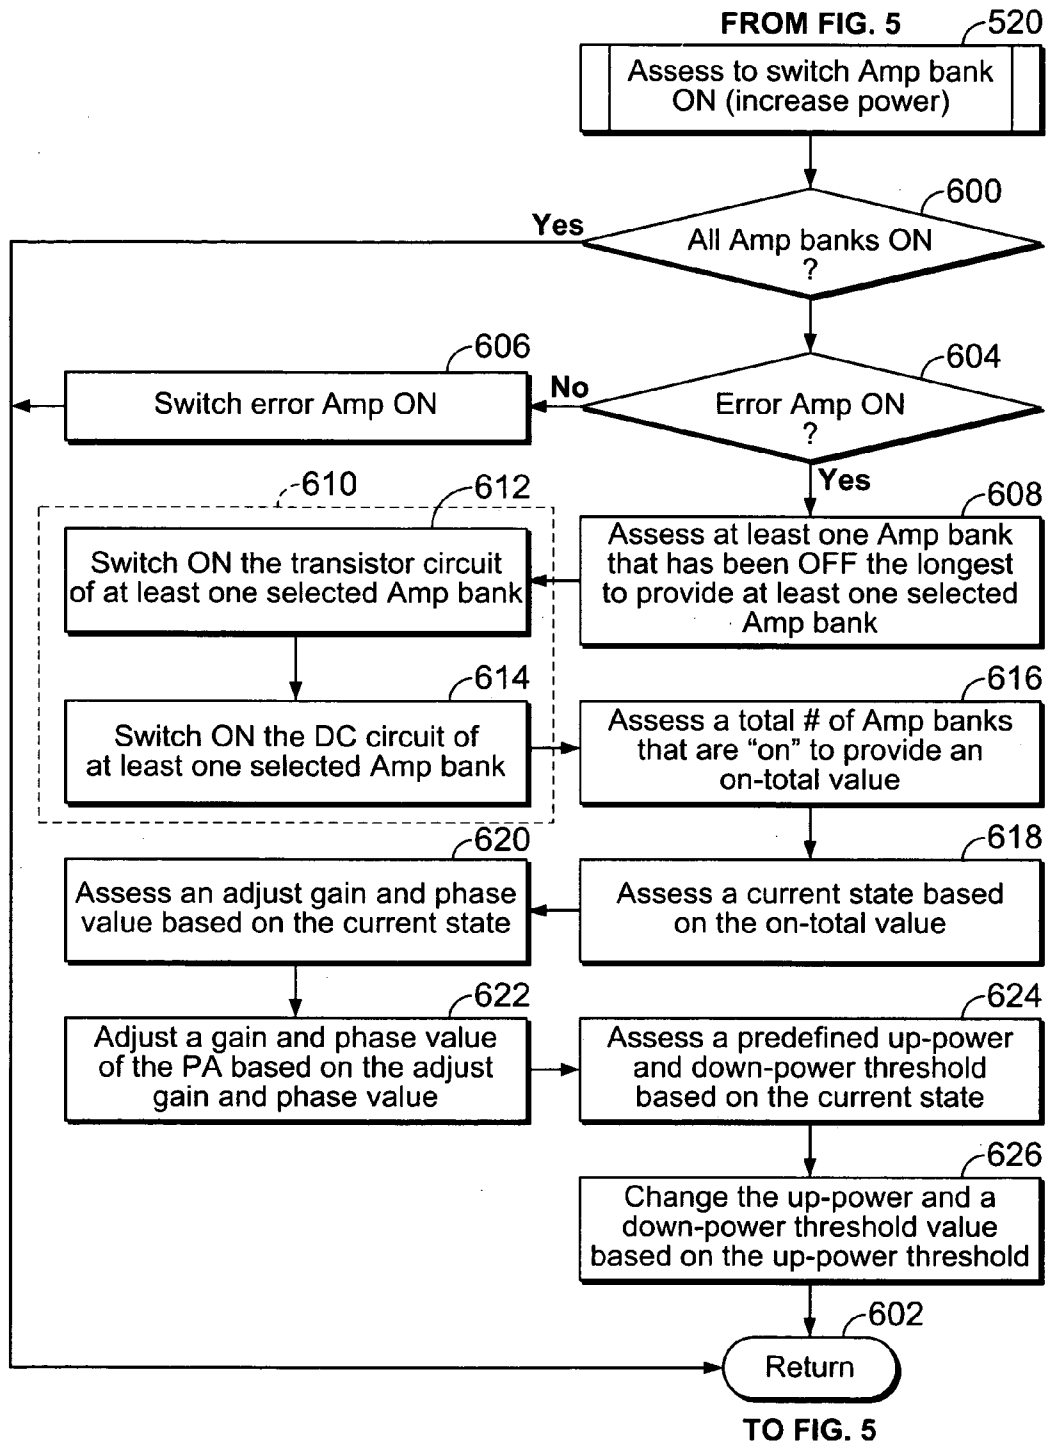 FROM FIG. 5
520
Assess to switch Amp bank
ON (increase power)
600
Yes
All Amp banks ON
?
606
604
Switch error Amp ON
No
Error Amp ON
?
Yes
610
612
608
Switch ON the transistor circuit
of at least one selected Amp bank
Assess at least one Amp bank
that has been OFF the longest
to provide at least one selected
Amp bank
614
616
Switch ON the DC circuit of
at least one selected Amp bank
Assess a total # of Amp banks
that are “on” to provide an
on-total value
620
618
Assess an adjust gain and phase
value based on the current state
Assess a current state based
on the on-total value
622
624
Adjust a gain and phase value
of the PA based on the adjust
gain and phase value
Assess a predefined up-power
and down-power threshold
based on the current state
626
Change the up-power and a
down-power threshold value
based on the up-power threshold
602
Return
TO FIG. 5